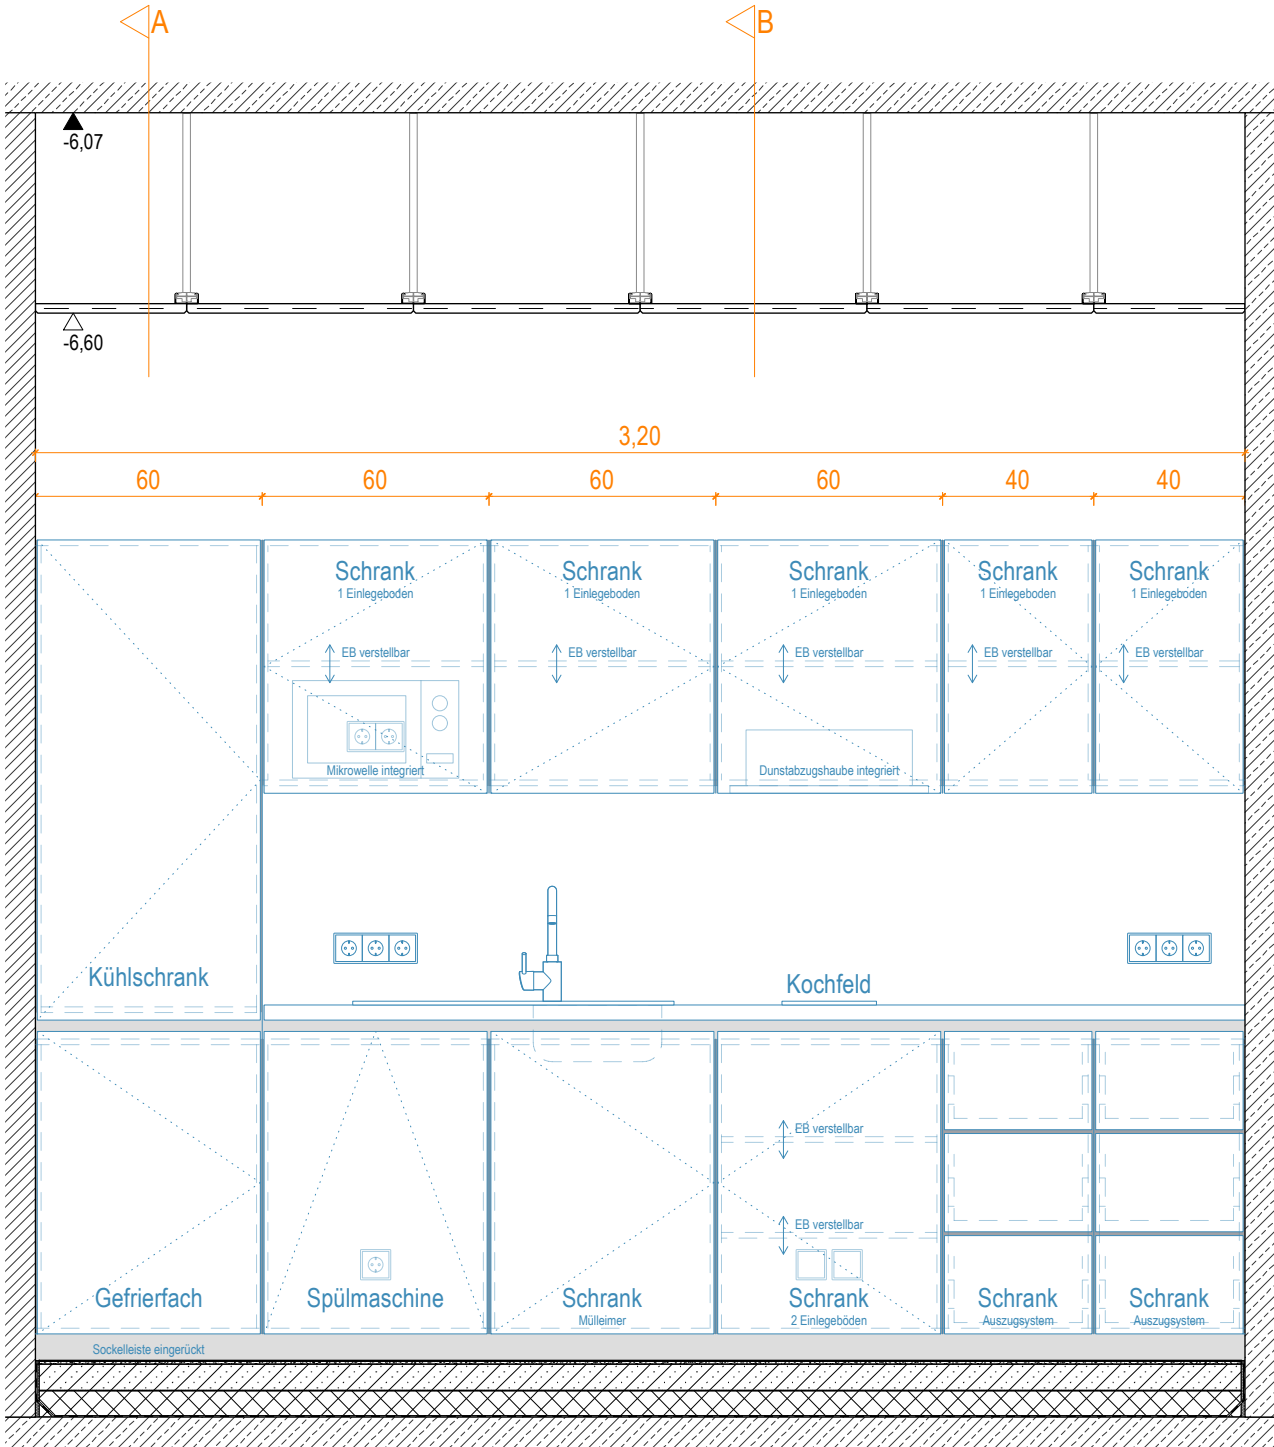 A
B
-6,07
-6,60
3,20
60
60
60
60
40
40
Schrank
1 Einlegeboden
Schrank
1 Einlegeboden
Schrank
1 Einlegeboden
Schrank
1 Einlegeboden
Schrank
1 Einlegeboden
EB verstellbar
EB verstellbar
EB verstellbar
EB verstellbar
EB verstellbar
Mikrowelle integriert
Dunstabzugshaube integriert
Kühlschrank
Kochfeld
EB verstellbar
EB verstellbar
Gefrierfach
Spülmaschine
Schrank
Mülleimer
Schrank
2 Einlegeböden
Schrank
Auszugsystem
Schrank
Auszugsystem
Sockelleiste eingerückt